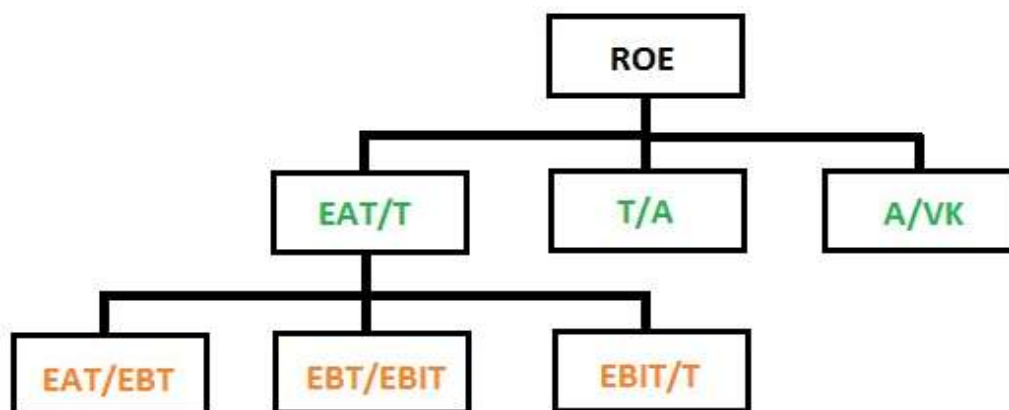 ROE
EAT/T
T/A
A/VK
EAT/EBT
EBT/EBIT
EBIT/T